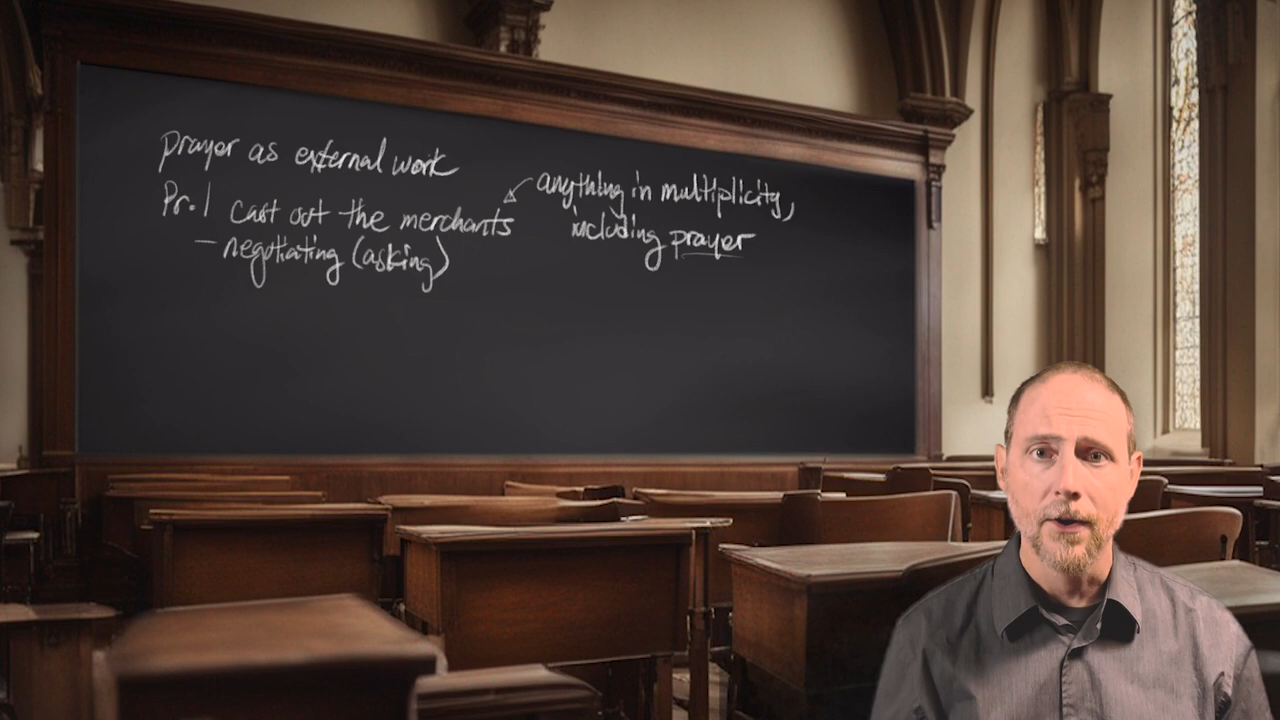 prayer as external work
Pr. 1 cast out the merchants
– negotiating (asking)
anything in multiplicity,
including prayer